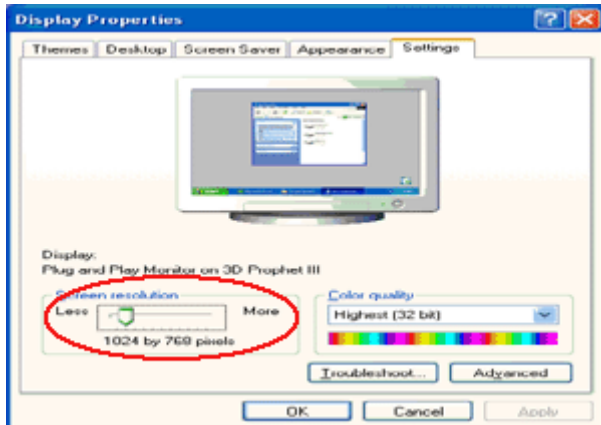 Display Properties
Themes Desktop Screen Saver Appearance Settings
Display:
Plug and Play Monitor on 3D Prophet III
Screen resolution
Less More
1024 by 768 pixels
Color quality
Highest (32 bit)
Troubleshoot... Advanced
OK Cancel Apply